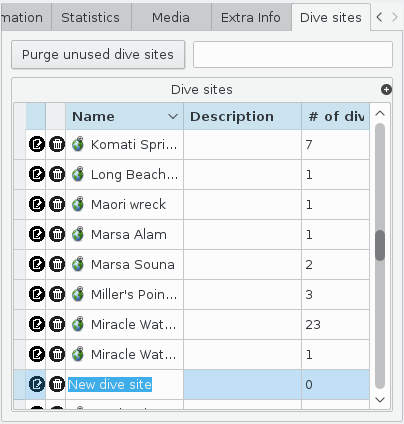 mation Statistics Media Extra Info Dive sites
Purge unused dive sites
Dive sites
Name Description # of div
Komati Spri... 7
Long Beach... 1
Maori wreck 1
Marsa Alam 1
Marsa Souna 2
Miller's Poin... 3
Miracle Wat... 23
Miracle Wat... 1
New dive site 0